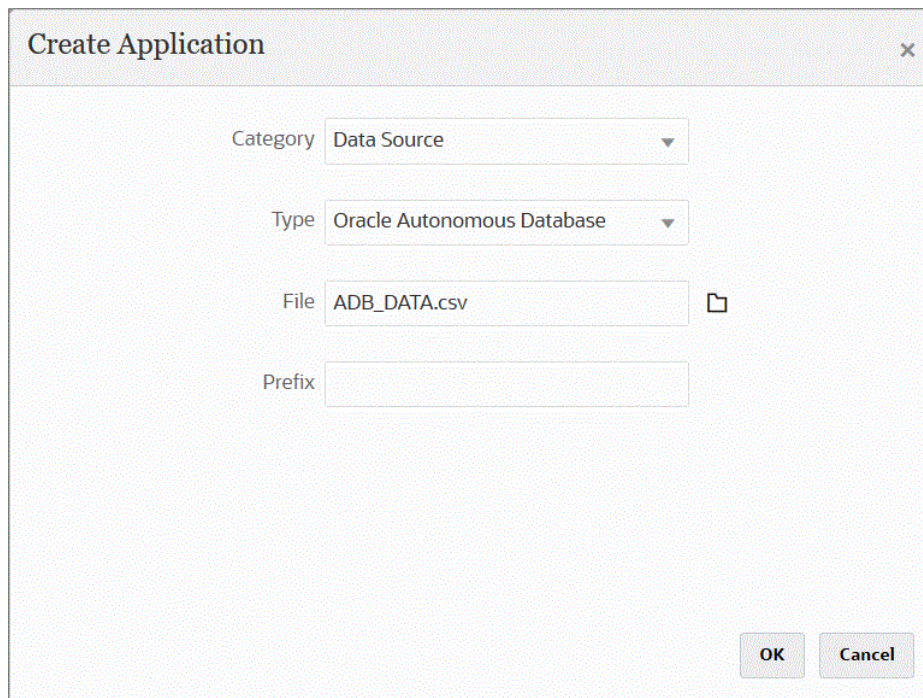 Create Application
Category Data Source
Type Oracle Autonomous Database
File ADB_DATA.csv
Prefix
OK Cancel